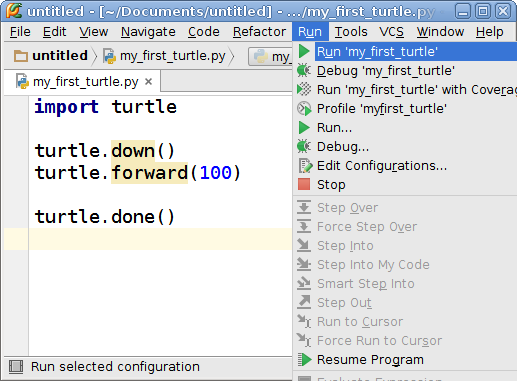 untitled - [~/Documents/untitled] - .../my_first_turtle.py
File Edit View Navigate Code Refactor Run Tools VCS Window Help
untitled my_first_turtle.py
my_first_turtle.py
import turtle
turtle.down()
turtle.forward(100)
turtle.done()
Run 'my_first_turtle'
Debug 'my_first_turtle'
Run 'my_first_turtle' with Coverag
Profile 'myfirst_turtle'
Run...
Debug...
Edit Configurations...
Stop
Step Over
Force Step Over
Step Into
Step Into My Code
Smart Step Into
Step Out
Run to Cursor
Force Run to Cursor
Resume Program
Run selected configuration